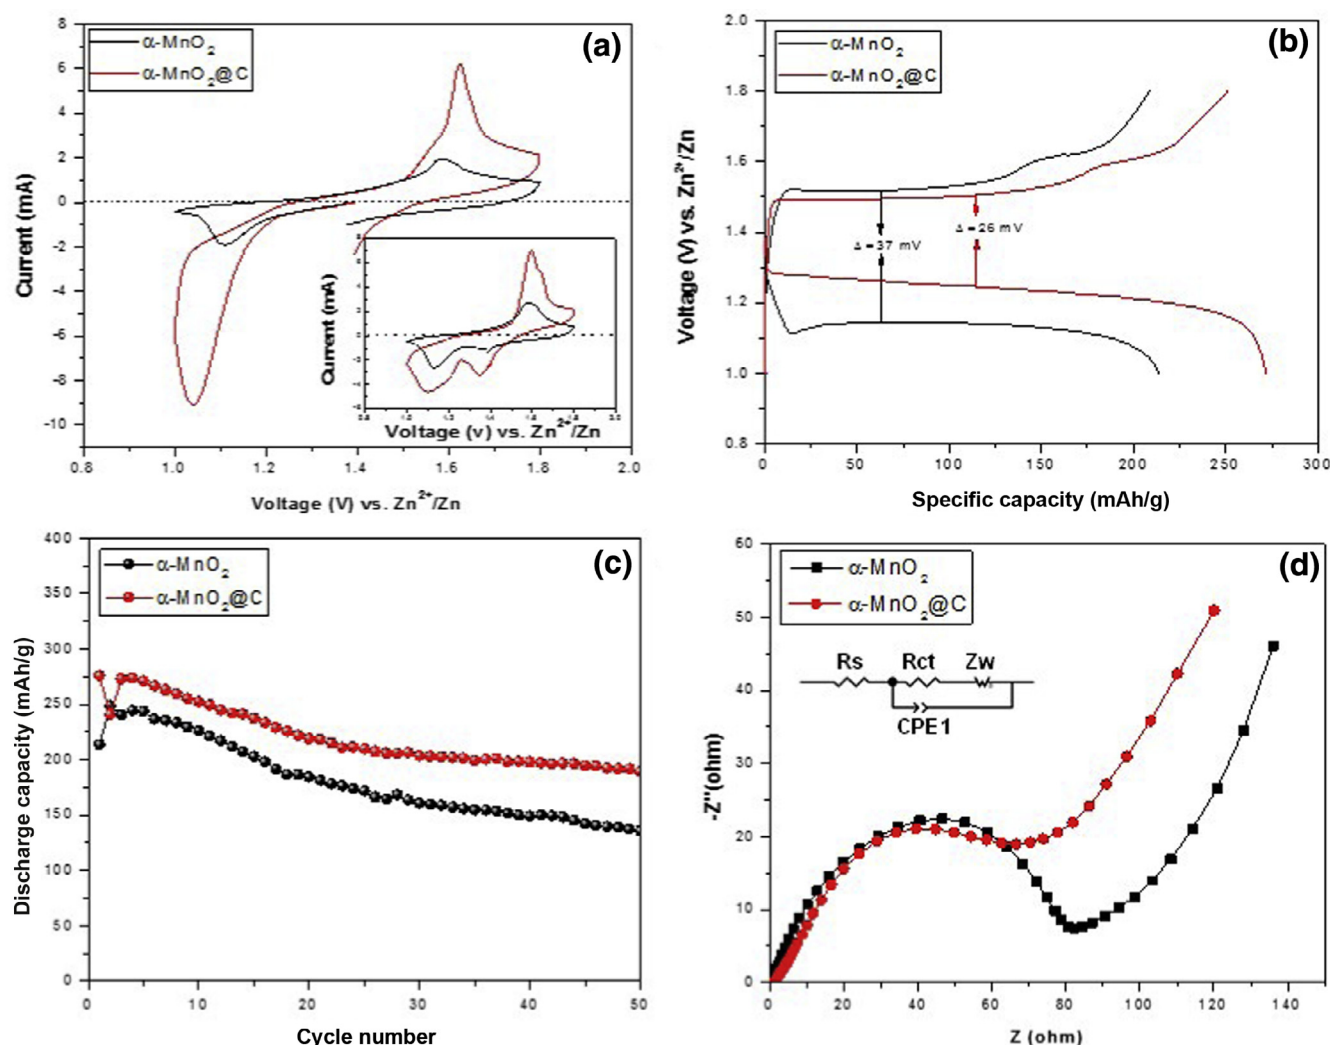 (a)
α-MnO2
α-MnO2@C
8
6
4
2
0
-2
-4
-6
-8
-10
Current (mA)
0.8 1.0 1.2 1.4 1.6 1.8 2.0
Voltage (V) vs. Zn2+/Zn
Current (mA)
Voltage (v) vs. Zn2+/Zn
(b)
α-MnO2
α-MnO2@C
2.0
1.8
1.6
1.4
1.2
1.0
0.8
Voltage (V) vs. Zn2+/Zn
Δ = 37 mV
Δ = 26 mV
0 50 100 150 200 250 300
Specific capacity (mAh/g)
(c)
α-MnO2
α-MnO2@C
400
350
300
250
200
150
100
50
0
Discharge capacity (mAh/g)
0 10 20 30 40 50
Cycle number
(d)
α-MnO2
α-MnO2@C
Rs Rct Zw
CPE1
60
50
40
30
20
10
0
-Z''(ohm)
0 20 40 60 80 100 120 140
Z (ohm)